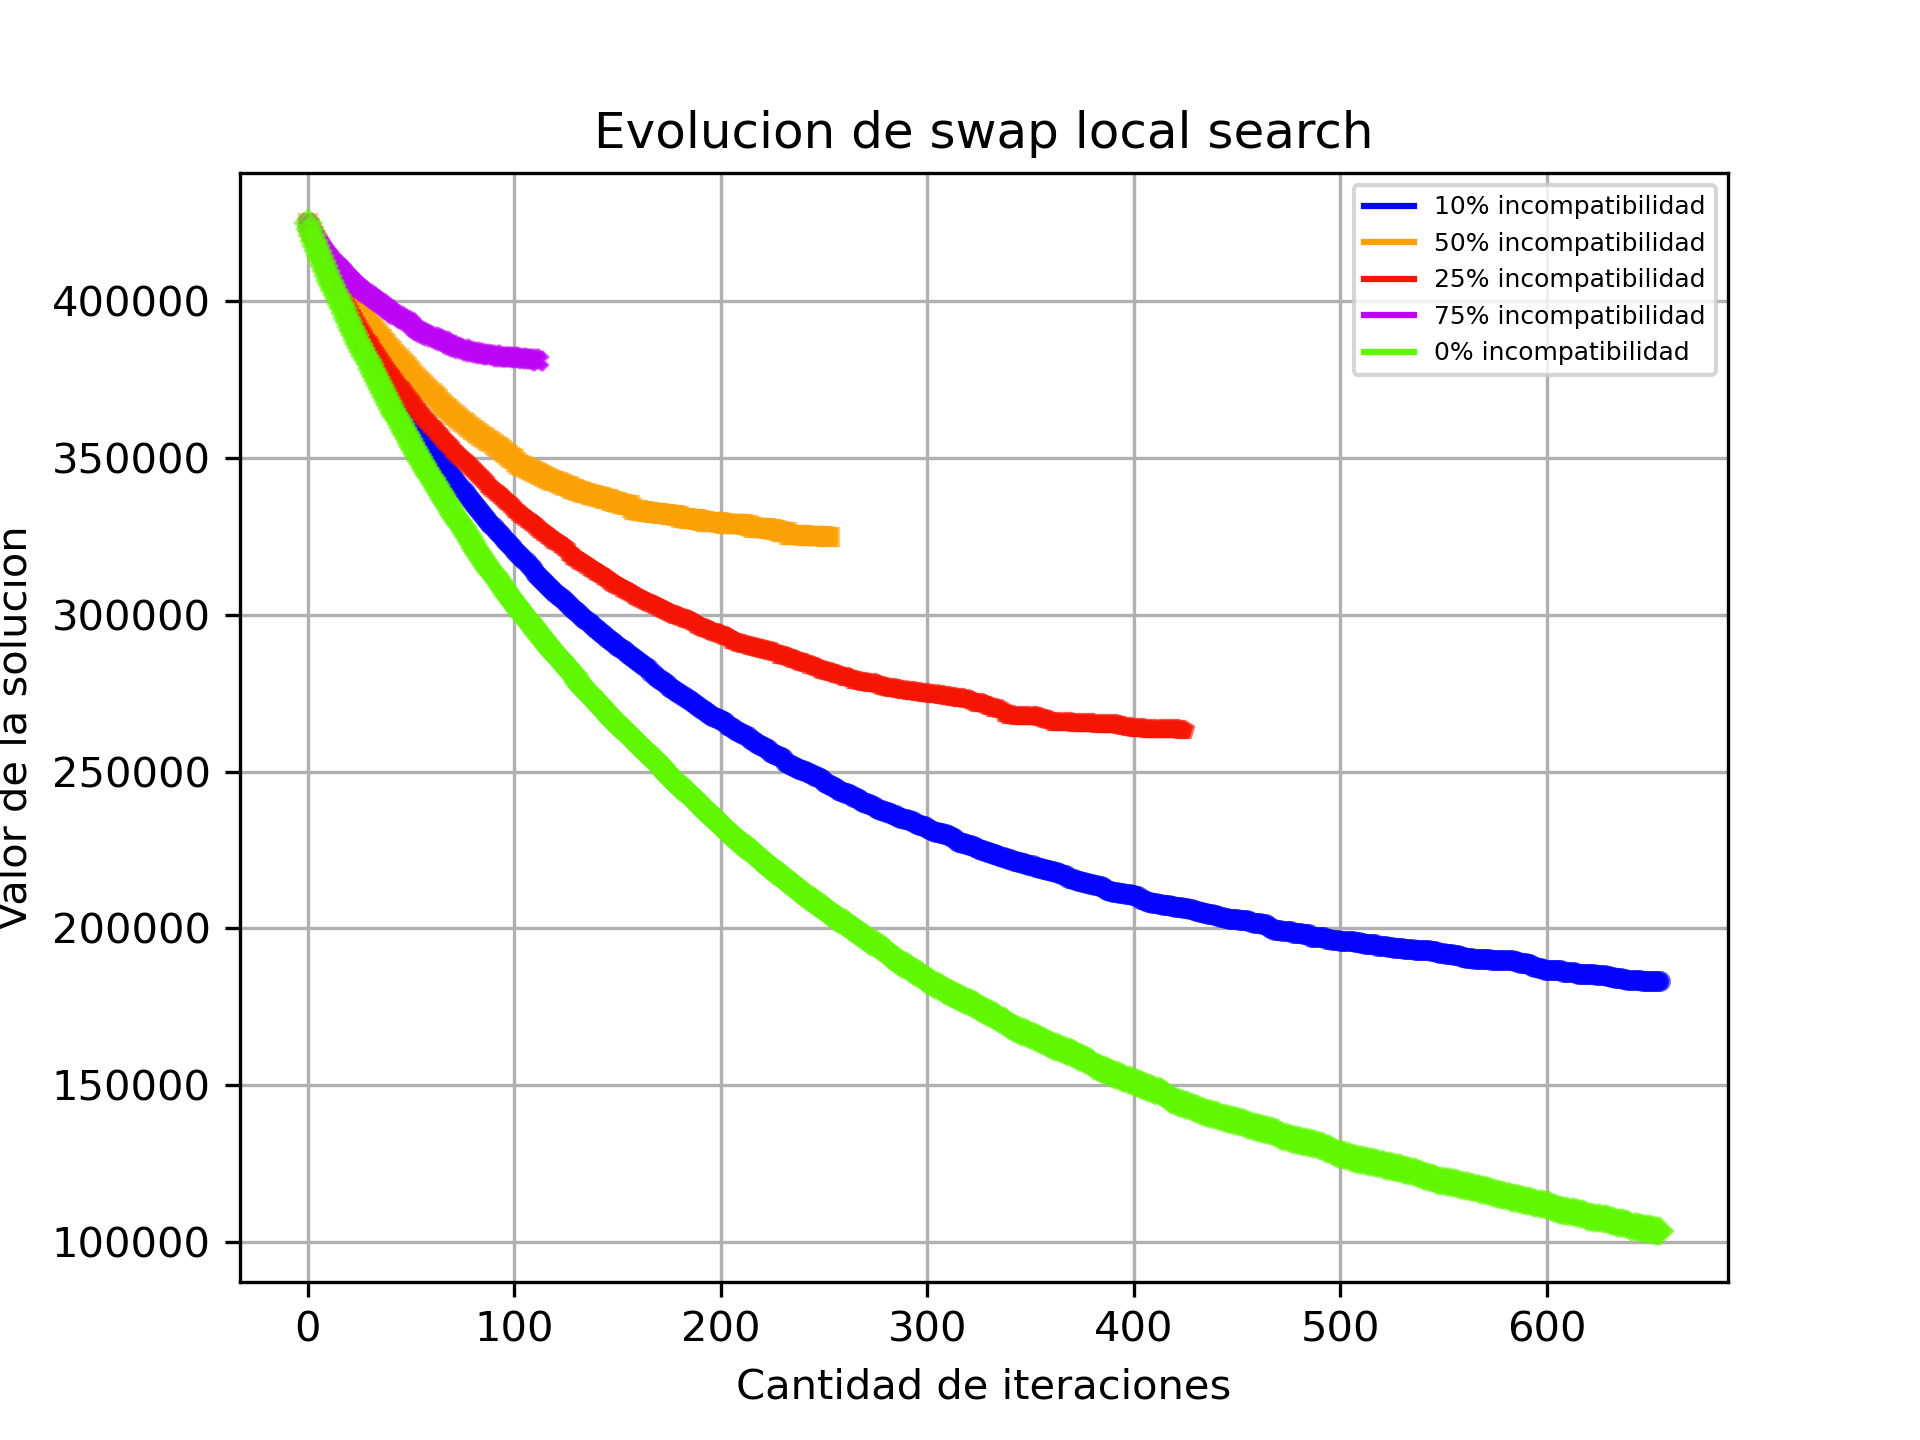 Evolucion de swap local search
10% incompatibilidad
50% incompatibilidad
25% incompatibilidad
75% incompatibilidad
0% incompatibilidad
Valor de la solucion
400000
350000
300000
250000
200000
150000
100000
0 100 200 300 400 500 600
Cantidad de iteraciones